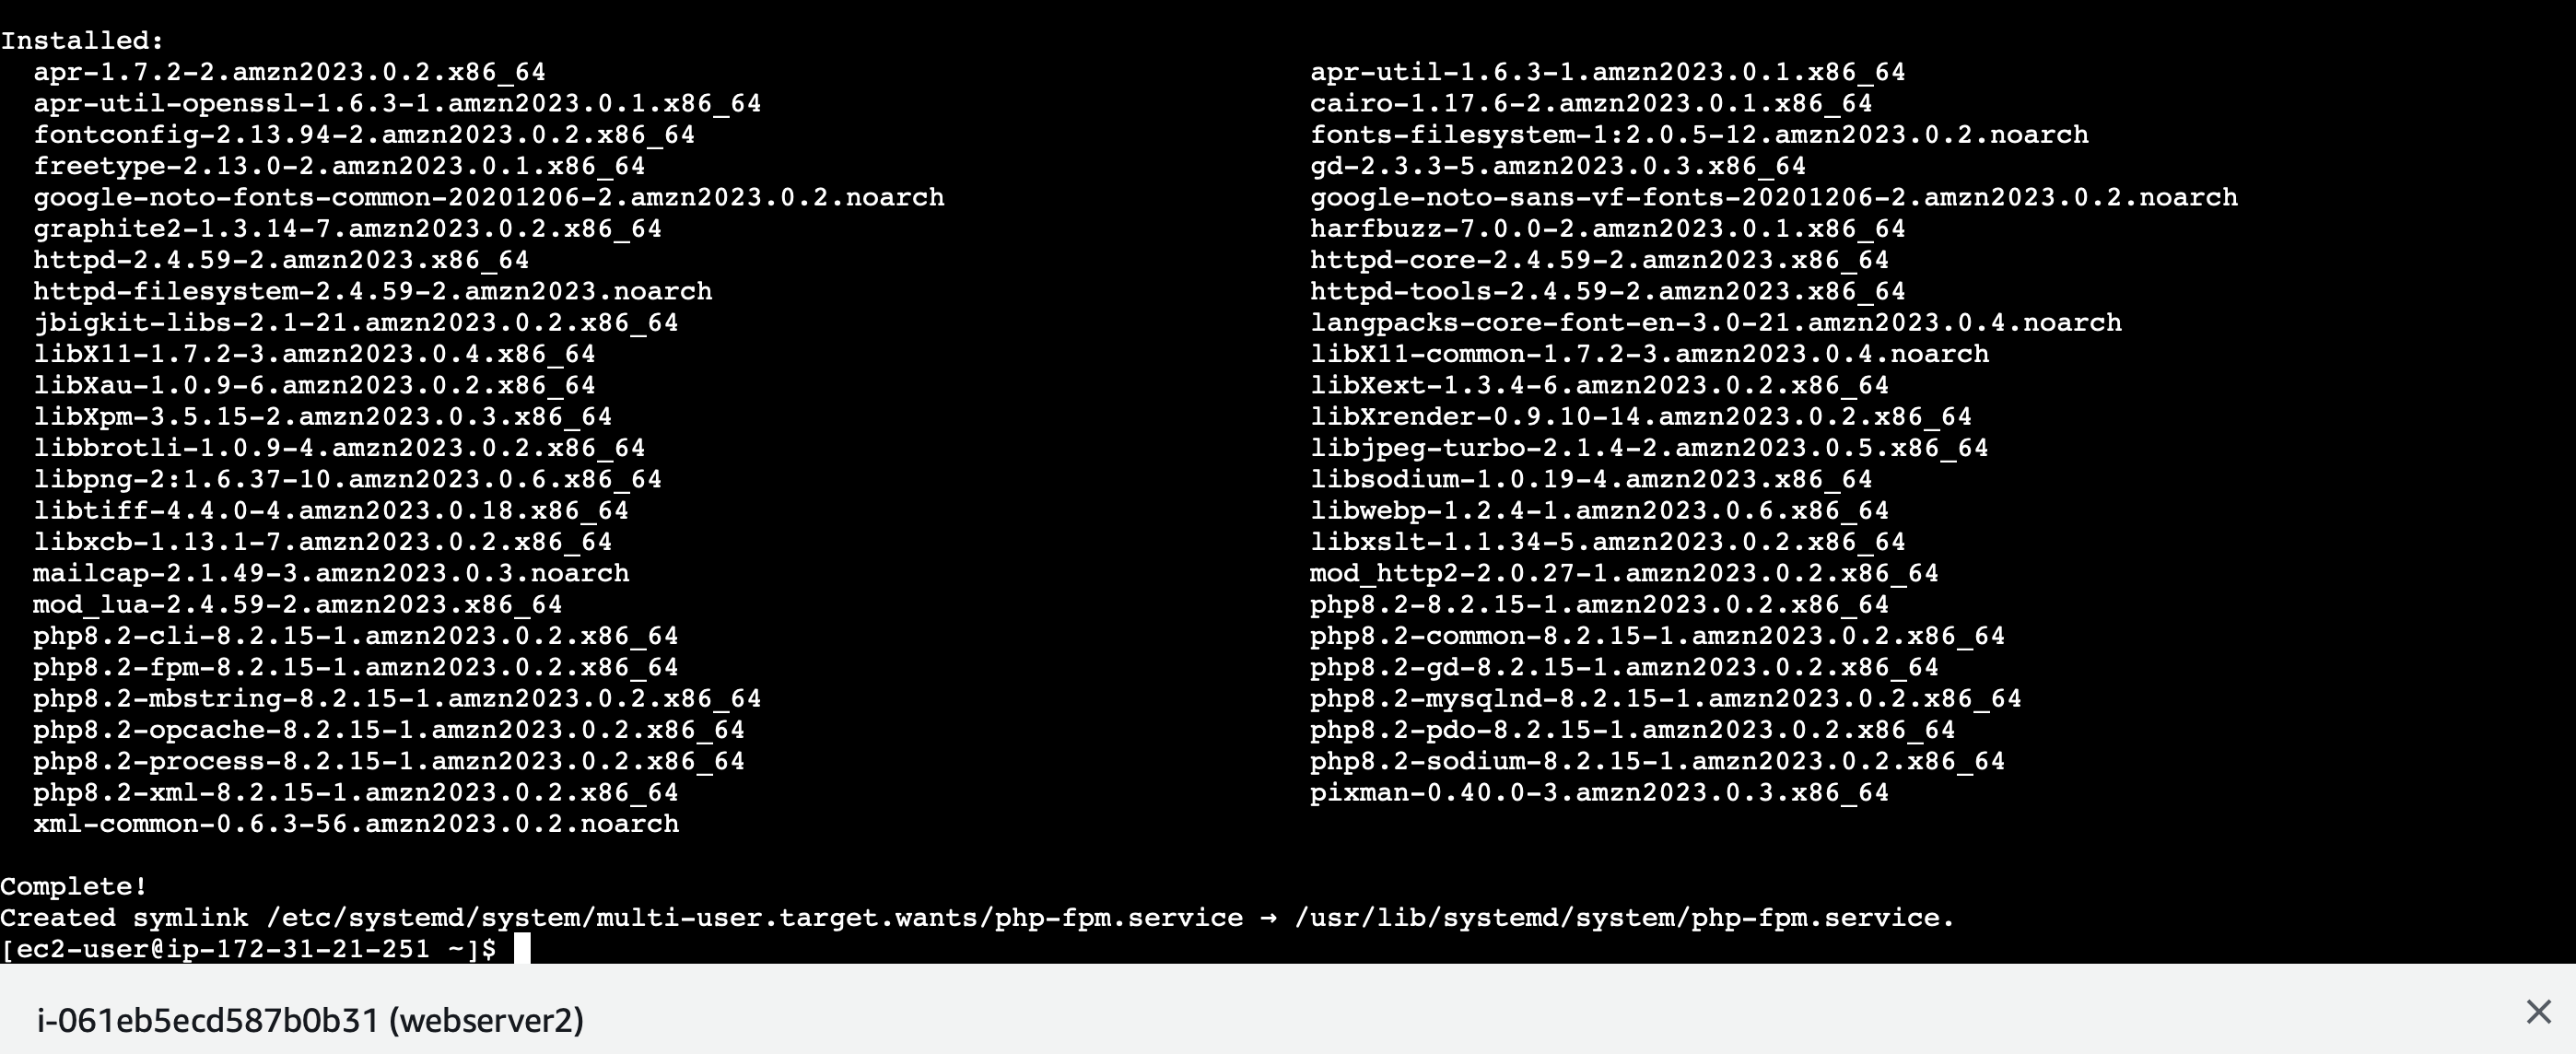 Installed:
apr-1.7.2-2.amzn2023.0.2.x86_64 apr-util-1.6.3-1.amzn2023.0.1.x86_64
apr-util-openssl-1.6.3-1.amzn2023.0.1.x86_64 cairo-1.17.6-2.amzn2023.0.1.x86_64
fontconfig-2.13.94-2.amzn2023.0.2.x86_64 fonts-filesystem-1:2.0.5-12.amzn2023.0.2.noarch
freetype-2.13.0-2.amzn2023.0.1.x86_64 gd-2.3.3-5.amzn2023.0.3.x86_64
google-noto-fonts-common-20201206-2.amzn2023.0.2.noarch google-noto-sans-vf-fonts-20201206-2.amzn2023.0.2.noarch
graphite2-1.3.14-7.amzn2023.0.2.x86_64 harfbuzz-7.0.0-2.amzn2023.0.1.x86_64
httpd-2.4.59-2.amzn2023.x86_64 httpd-core-2.4.59-2.amzn2023.x86_64
httpd-filesystem-2.4.59-2.amzn2023.noarch httpd-tools-2.4.59-2.amzn2023.x86_64
jbigkit-libs-2.1-21.amzn2023.0.2.x86_64 langpacks-core-font-en-3.0-21.amzn2023.0.4.noarch
libX11-1.7.2-3.amzn2023.0.4.x86_64 libX11-common-1.7.2-3.amzn2023.0.4.noarch
libXau-1.0.9-6.amzn2023.0.2.x86_64 libXext-1.3.4-6.amzn2023.0.2.x86_64
libXpm-3.5.15-2.amzn2023.0.3.x86_64 libXrender-0.9.10-14.amzn2023.0.2.x86_64
libbrotli-1.0.9-4.amzn2023.0.2.x86_64 libjpeg-turbo-2.1.4-2.amzn2023.0.5.x86_64
libpng-2:1.6.37-10.amzn2023.0.6.x86_64 libsodium-1.0.19-4.amzn2023.x86_64
libtiff-4.4.0-4.amzn2023.0.18.x86_64 libwebp-1.2.4-1.amzn2023.0.6.x86_64
libxcb-1.13.1-7.amzn2023.0.2.x86_64 libxslt-1.1.34-5.amzn2023.0.2.x86_64
mailcap-2.1.49-3.amzn2023.0.3.noarch mod_http2-2.0.27-1.amzn2023.0.2.x86_64
mod_lua-2.4.59-2.amzn2023.x86_64 php8.2-8.2.15-1.amzn2023.0.2.x86_64
php8.2-cli-8.2.15-1.amzn2023.0.2.x86_64 php8.2-common-8.2.15-1.amzn2023.0.2.x86_64
php8.2-fpm-8.2.15-1.amzn2023.0.2.x86_64 php8.2-gd-8.2.15-1.amzn2023.0.2.x86_64
php8.2-mbstring-8.2.15-1.amzn2023.0.2.x86_64 php8.2-mysqlnd-8.2.15-1.amzn2023.0.2.x86_64
php8.2-opcache-8.2.15-1.amzn2023.0.2.x86_64 php8.2-pdo-8.2.15-1.amzn2023.0.2.x86_64
php8.2-process-8.2.15-1.amzn2023.0.2.x86_64 php8.2-sodium-8.2.15-1.amzn2023.0.2.x86_64
php8.2-xml-8.2.15-1.amzn2023.0.2.x86_64 pixman-0.40.0-3.amzn2023.0.3.x86_64
xml-common-0.6.3-56.amzn2023.0.2.noarch
Complete!
Created symlink /etc/systemd/system/multi-user.target.wants/php-fpm.service → /usr/lib/systemd/system/php-fpm.service.
[ec2-user@ip-172-31-21-251 ~]$
i-061eb5ecd587b0b31 (webserver2)